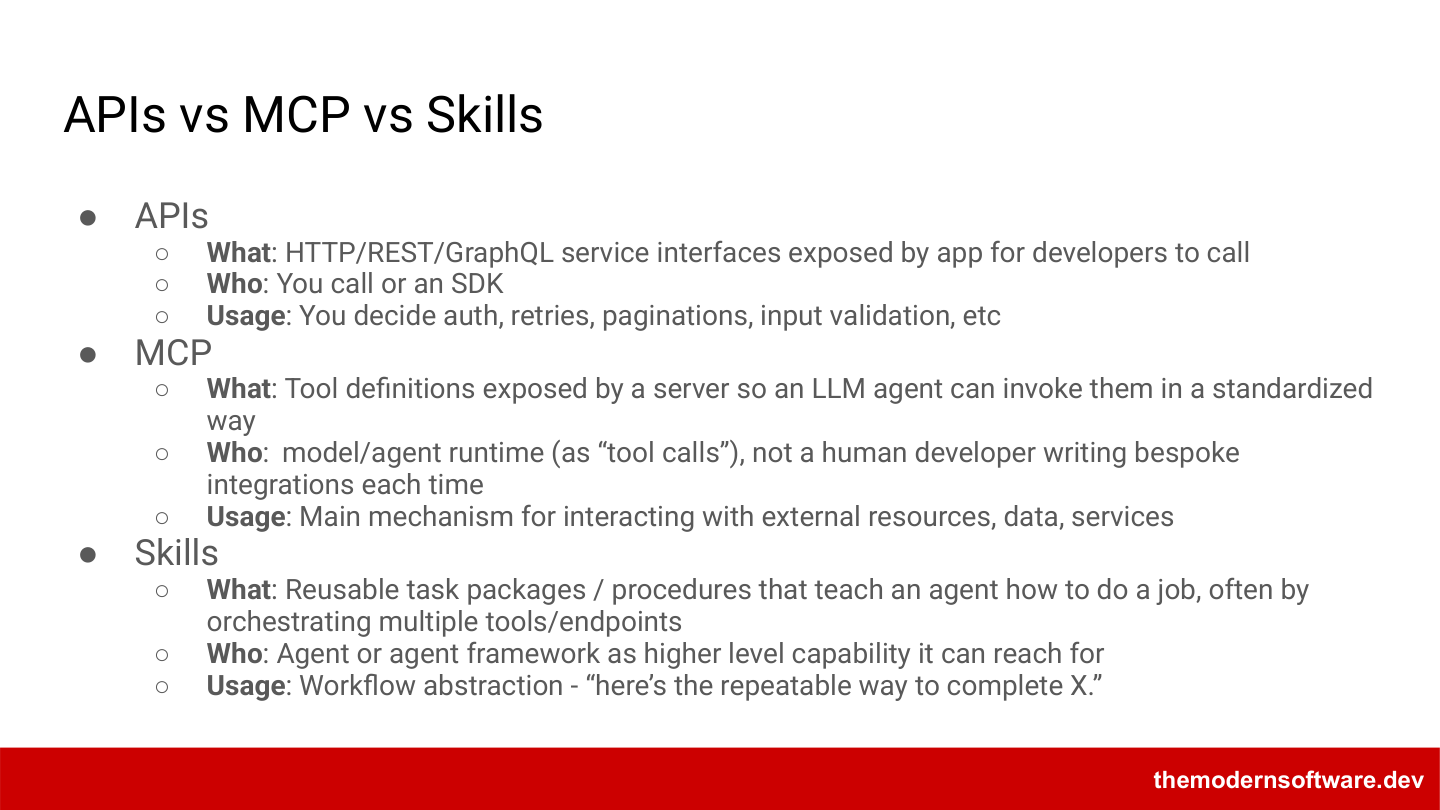 APIs vs MCP vs Skills
● APIs
○ What: HTTP/REST/GraphQL service interfaces exposed by app for developers to call
○ Who: You call or an SDK
○ Usage: You decide auth, retries, paginations, input validation, etc
● MCP
○ What: Tool definitions exposed by a server so an LLM agent can invoke them in a standardized
way
○ Who:  model/agent runtime (as “tool calls”), not a human developer writing bespoke
integrations each time
○ Usage: Main mechanism for interacting with external resources, data, services
● Skills
○ What: Reusable task packages / procedures that teach an agent how to do a job, often by
orchestrating multiple tools/endpoints
○ Who: Agent or agent framework as higher level capability it can reach for
○ Usage: Workflow abstraction - “here’s the repeatable way to complete X.”
themodernsoftware.dev